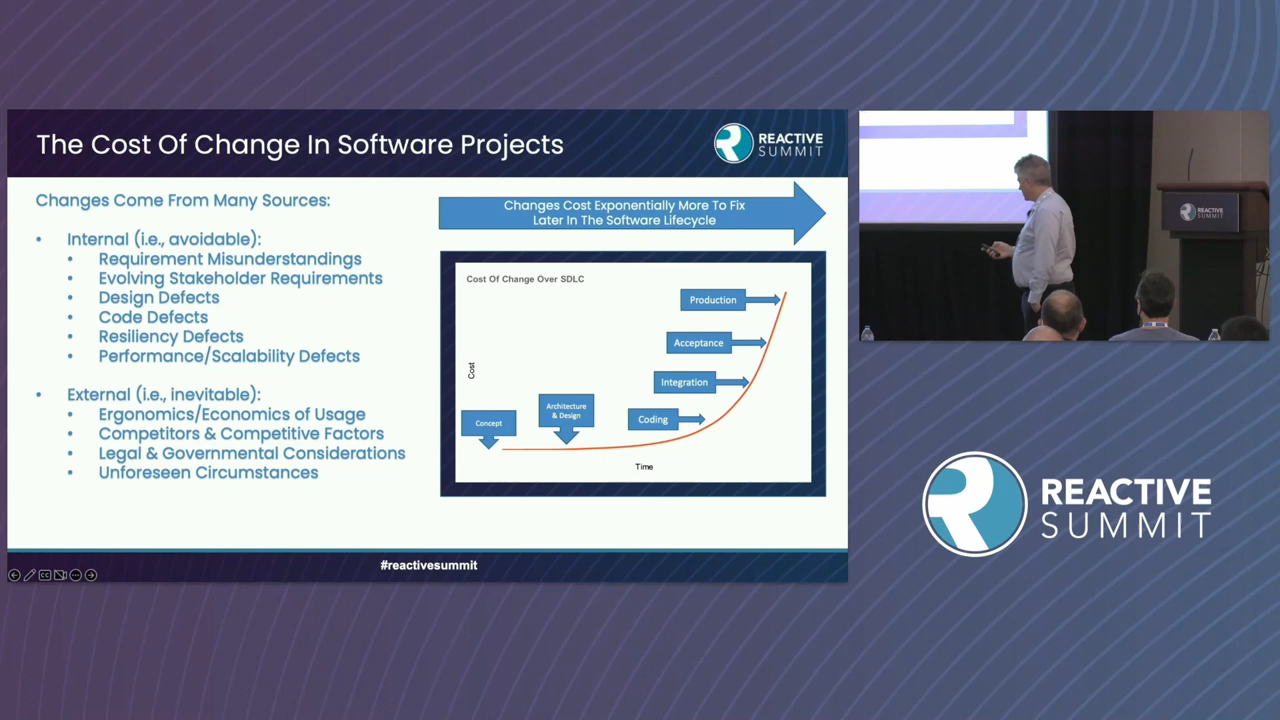 The Cost Of Change In Software Projects
REACTIVE
SUMMIT
Changes Come From Many Sources:
• Internal (i.e., avoidable):
• Requirement Misunderstandings
• Evolving Stakeholder Requirements
• Design Defects
• Code Defects
• Resiliency Defects
• Performance/Scalability Defects
• External (i.e., inevitable):
• Ergonomics/Economics of Usage
• Competitors & Competitive Factors
• Legal & Governmental Considerations
• Unforeseen Circumstances
Changes Cost Exponentially More To Fix
Later In The Software Lifecycle
Cost Of Change Over SDLC
Production
Acceptance
Integration
Coding
Architecture
& Design
Concept
Cost
Time
#reactivesummit
CC
REACTIVE
SUMMIT
REACTIVE
SUMMIT